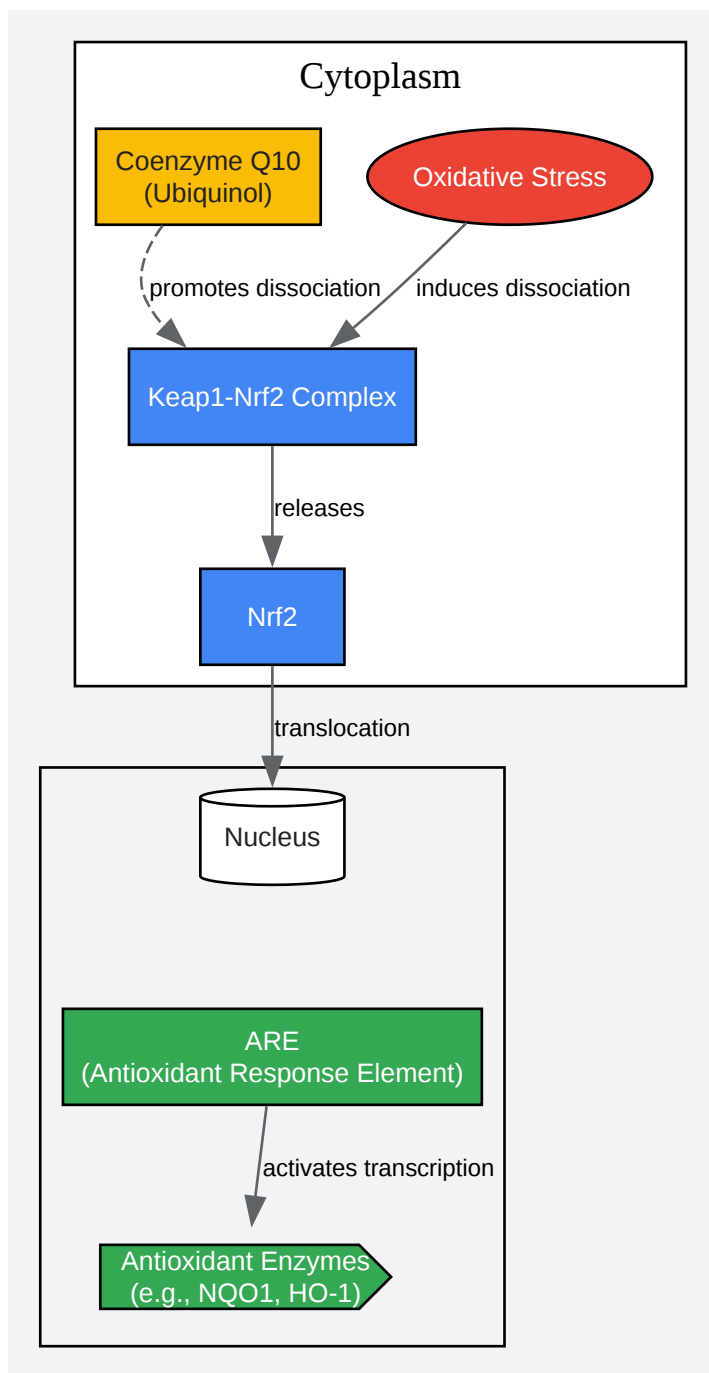 Cytoplasm
Coenzyme Q10
(Ubiquinol)
Oxidative Stress
promotes dissociation
induces dissociation
Keap1-Nrf2 Complex
releases
Nrf2
translocation
Nucleus
ARE
(Antioxidant Response Element)
activates transcription
Antioxidant Enzymes
(e.g., NQO1, HO-1)